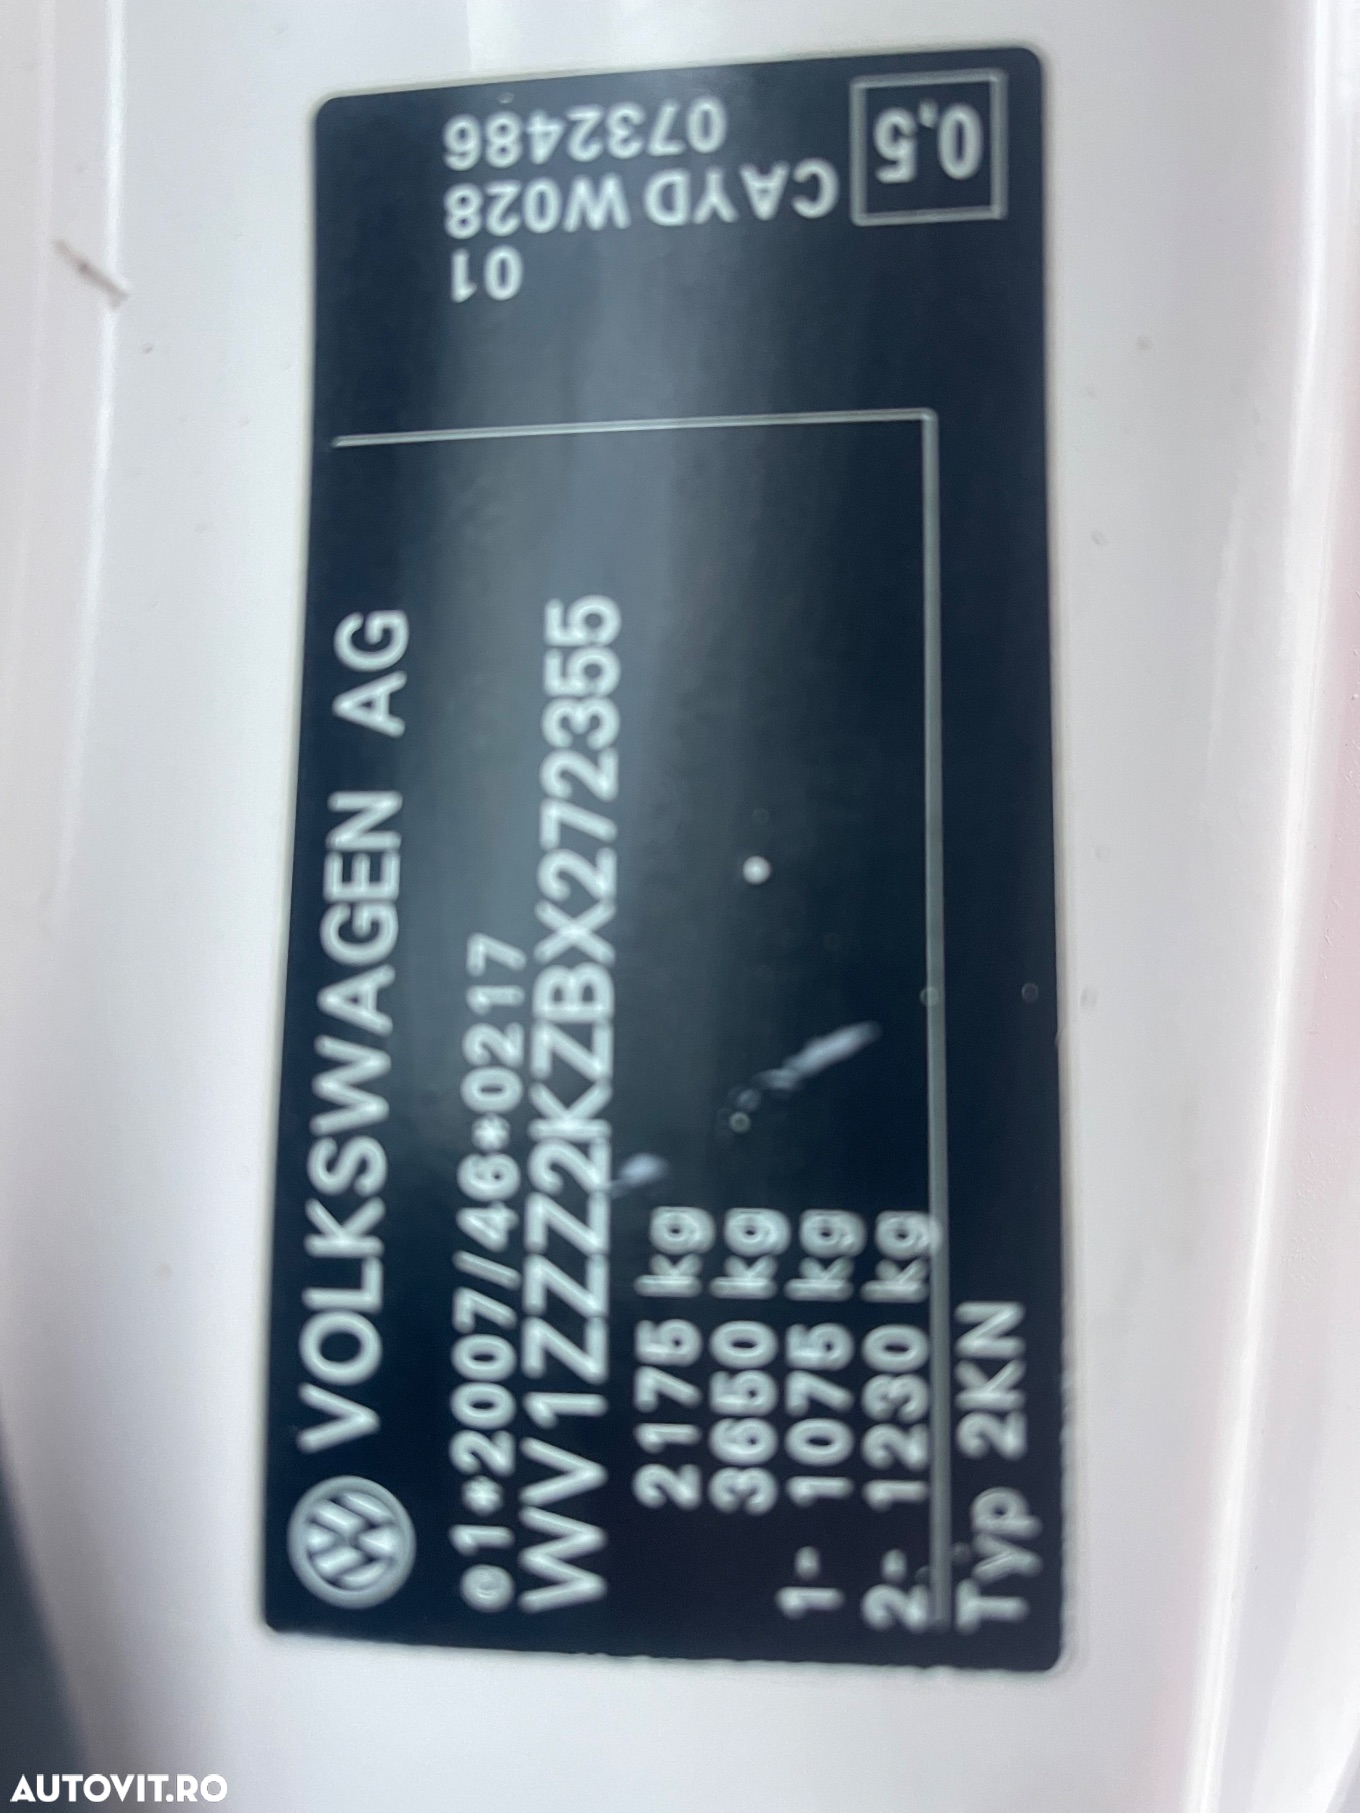 VOLKSWAGEN AG
e1*2007/46*0217
WV1ZZZ2KZBX272355
2175 kg
3650 kg
1- 1075 kg
2- 1230 kg
Typ 2KN
0732486
CAYD W028
01
0,5
AUTOVIT.RO